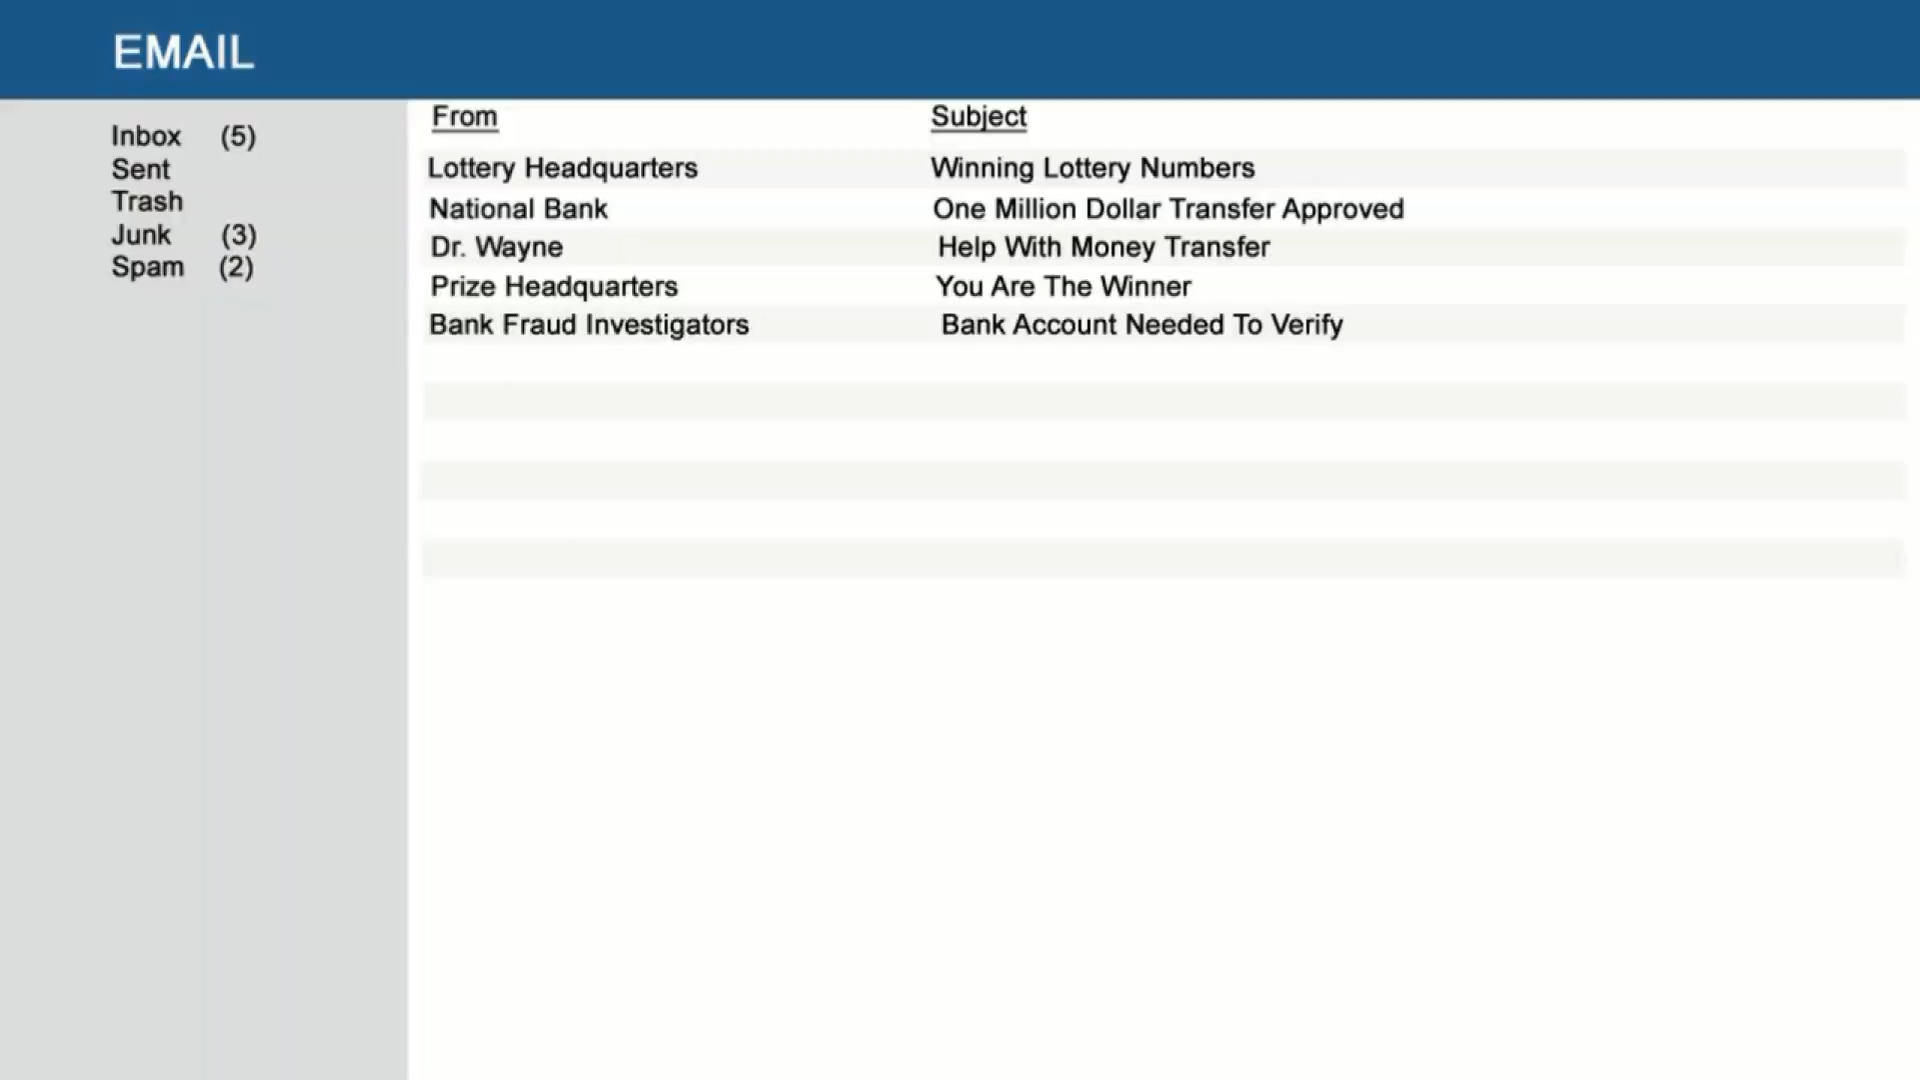 EMAIL
Inbox (5)
Sent
Trash
Junk (3)
Spam (2)
From Subject
Lottery Headquarters Winning Lottery Numbers
National Bank One Million Dollar Transfer Approved
Dr. Wayne Help With Money Transfer
Prize Headquarters You Are The Winner
Bank Fraud Investigators Bank Account Needed To Verify